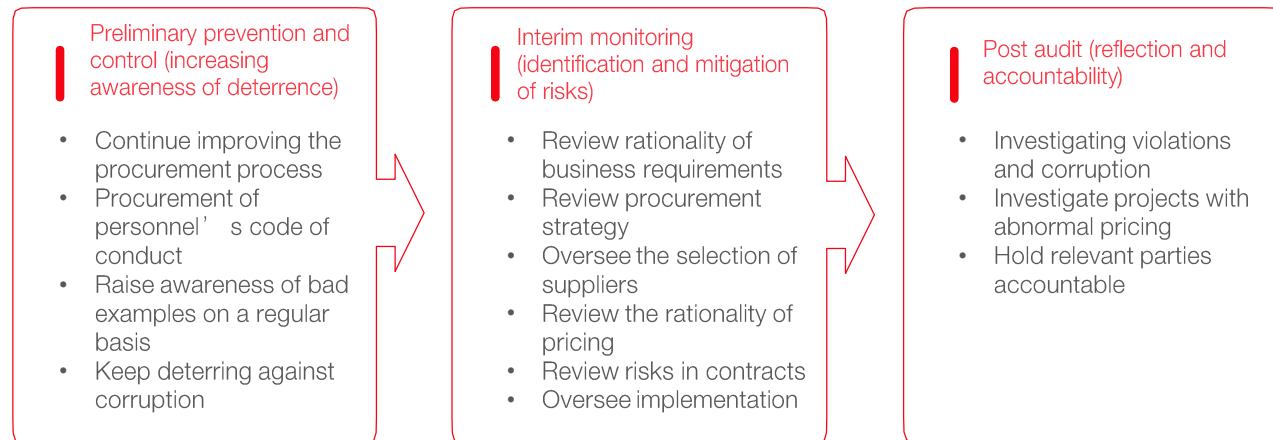 Preliminary prevention and
control (increasing
awareness of deterrence)
• Continue improving the
procurement process
• Procurement of
personnel’ s code of
conduct
• Raise awareness of bad
examples on a regular
basis
• Keep deterring against
corruption
Interim monitoring
(identification and mitigation
of risks)
• Review rationality of
business requirements
• Review procurement
strategy
• Oversee the selection of
suppliers
• Review the rationality of
pricing
• Review risks in contracts
• Oversee implementation
Post audit (reflection and
accountability)
• Investigating violations
and corruption
• Investigate projects with
abnormal pricing
• Hold relevant parties
accountable